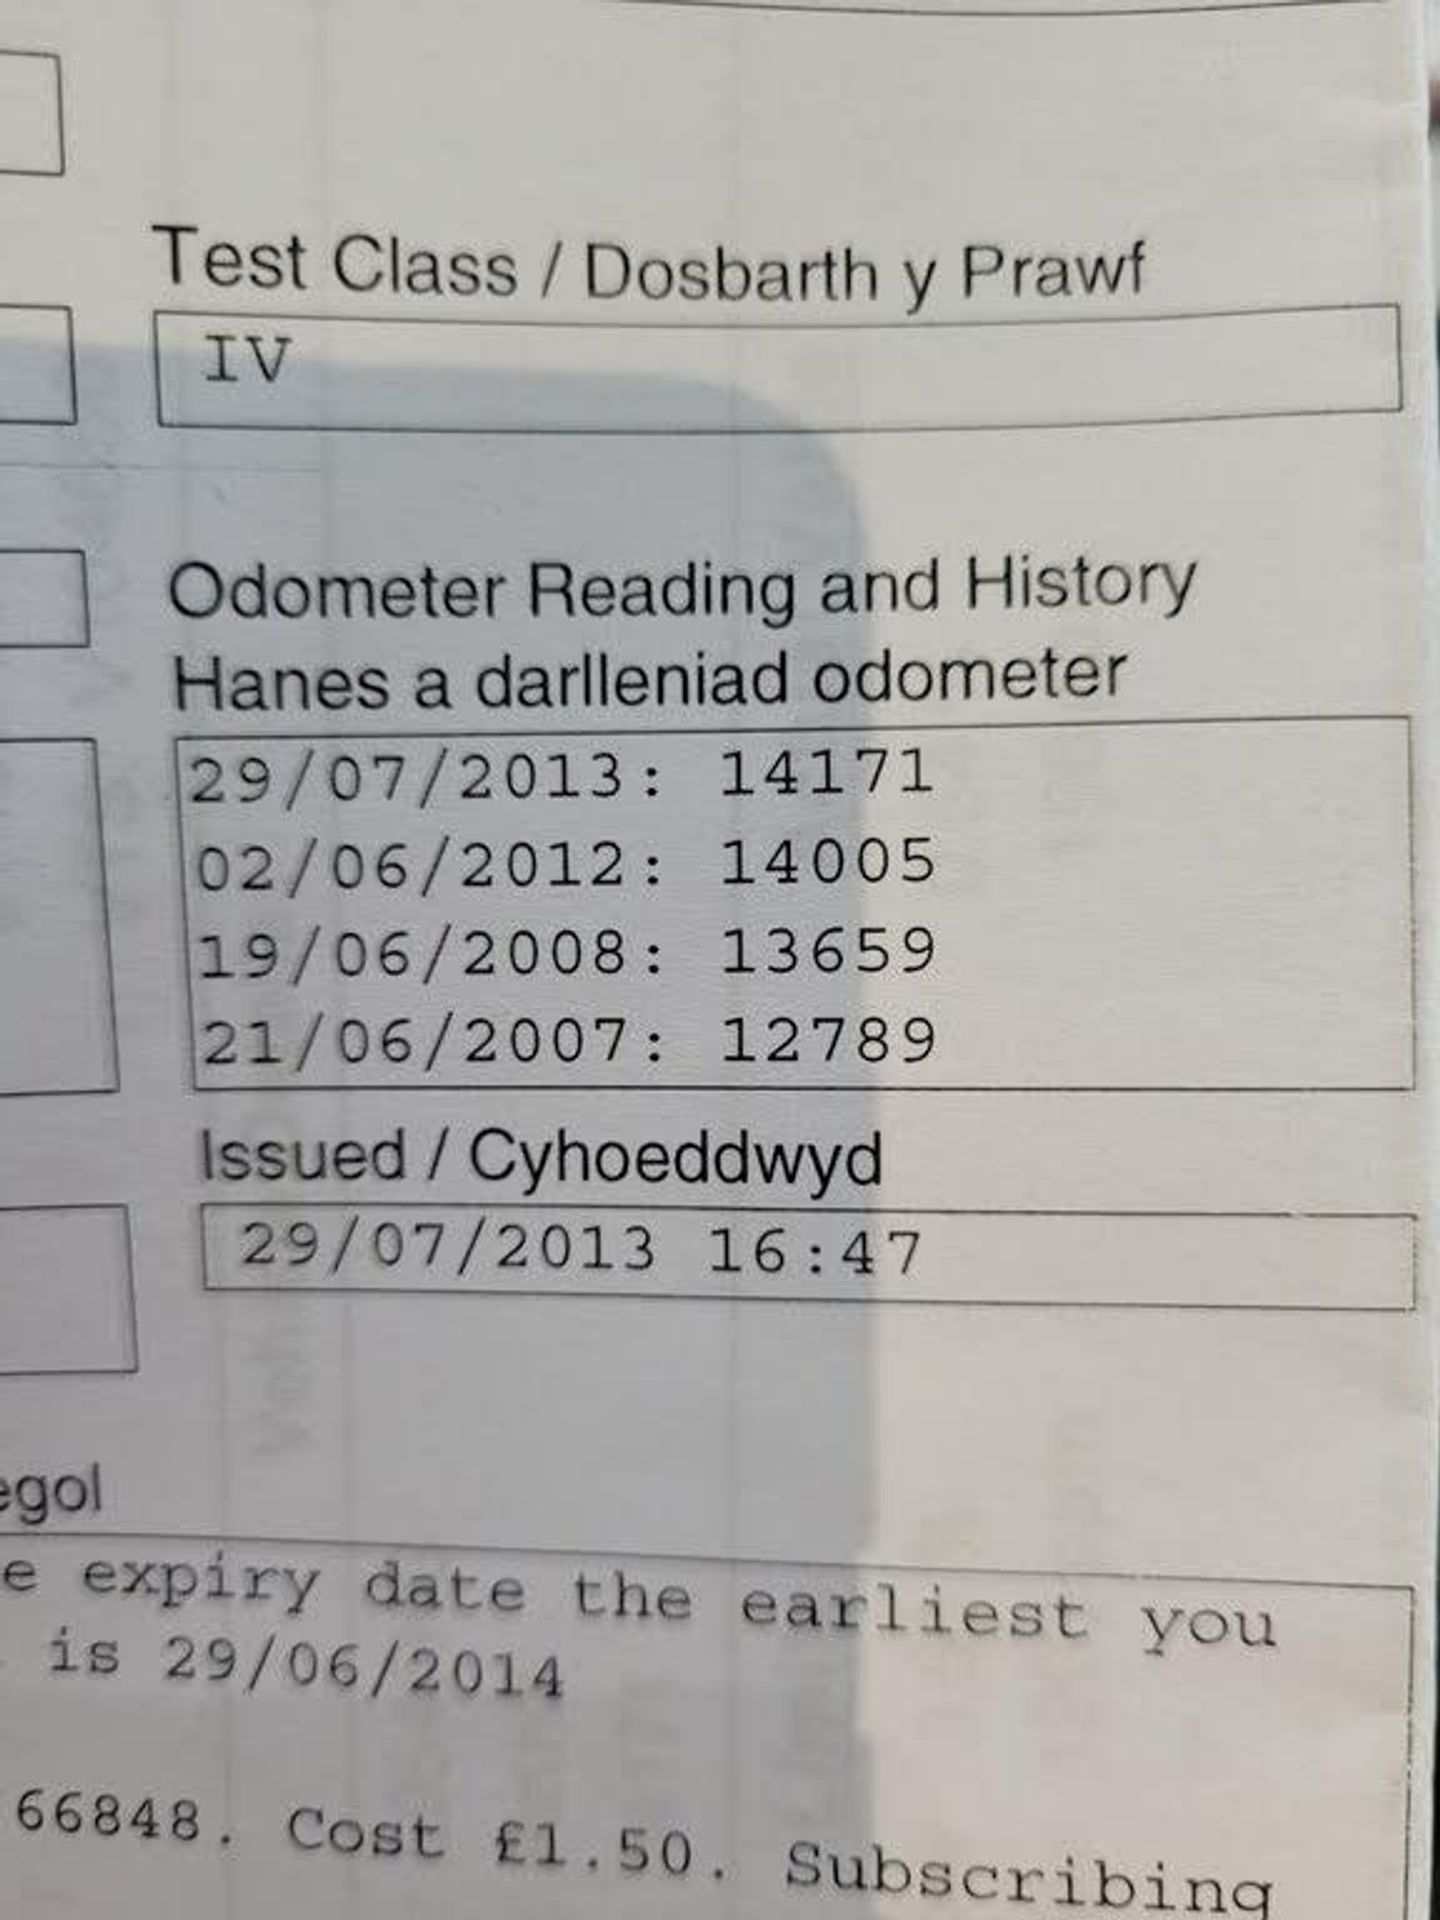 Test Class / Dosbarth y Prawf
IV
Odometer Reading and History
Hanes a darlleniad odometer
29/07/2013: 14171
02/06/2012: 14005
19/06/2008: 13659
21/06/2007: 12789
Issued / Cyhoeddwyd
29/07/2013 16:47
egol
e expiry date the earliest you
is 29/06/2014
66848. Cost £1.50. Subscribing